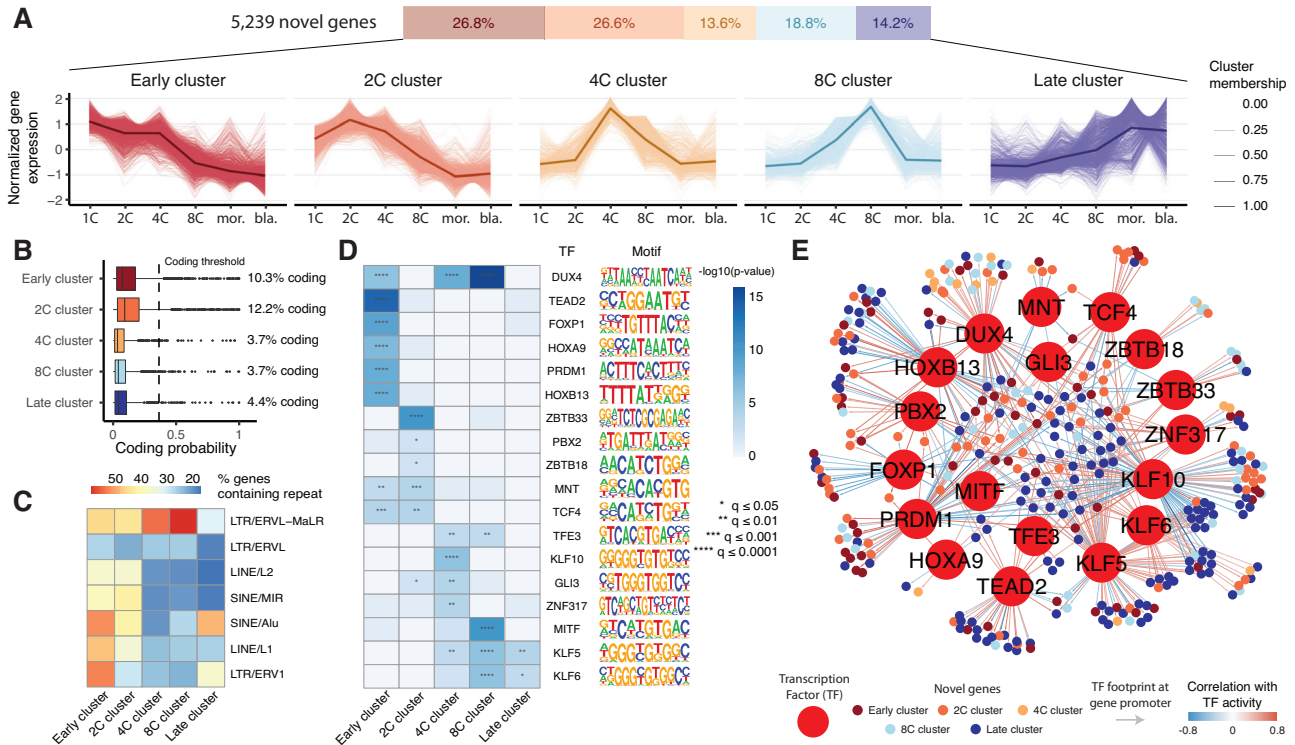 A
5,239 novel genes
26.8%
26.6%
13.6%
18.8%
14.2%
Early cluster
2C cluster
4C cluster
8C cluster
Late cluster
Cluster
membership
0.00
0.25
0.50
0.75
1.00
Normalized gene
expression
2
1
0
−1
−2
1C 2C 4C 8C mor. bla.
1C 2C 4C 8C mor. bla.
1C 2C 4C 8C mor. bla.
1C 2C 4C 8C mor. bla.
1C 2C 4C 8C mor. bla.
B
Coding threshold
Early cluster 10.3% coding
2C cluster 12.2% coding
4C cluster 3.7% coding
8C cluster 3.7% coding
Late cluster 4.4% coding
0 0.5 1
Coding probability
C
50 40 30 20
% genes
containing repeat
LTR/ERVL−MaLR
LTR/ERVL
LINE/L2
SINE/MIR
SINE/Alu
LINE/L1
LTR/ERV1
Early cluster
2C cluster
4C cluster
8C cluster
Late cluster
D
TF Motif
**** **** **** DUX4
**** TEAD2
**** FOXP1
**** HOXA9
**** PRDM1
**** HOXB13
**** ZBTB33
* PBX2
* ZBTB18
** *** MNT
*** ** TCF4
** ** TFE3
**** KLF10
* ** GLI3
** ZNF317
**** MITF
** **** ** KLF5
**** * KLF6
Early cluster
2C cluster
4C cluster
8C cluster
Late cluster
-log10(p-value)
15
10
5
0
* q ≤ 0.05
** q ≤ 0.01
*** q ≤ 0.001
**** q ≤ 0.0001
E
MNT
TCF4
DUX4
ZBTB18
GLI3
HOXB13
ZBTB33
PBX2
ZNF317
FOXP1
KLF10
MITF
PRDM1
KLF6
TFE3
HOXA9
KLF5
TEAD2
Transcription
Factor (TF)
Novel genes
Early cluster
2C cluster
4C cluster
8C cluster
Late cluster
TF footprint at
gene promoter
Correlation with
TF activity
-0.8 0.8